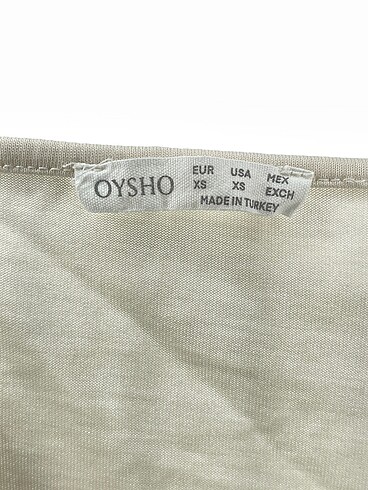 OYSHO
EUR USA MEX
XS XS EXCH
MADE IN TURKEY